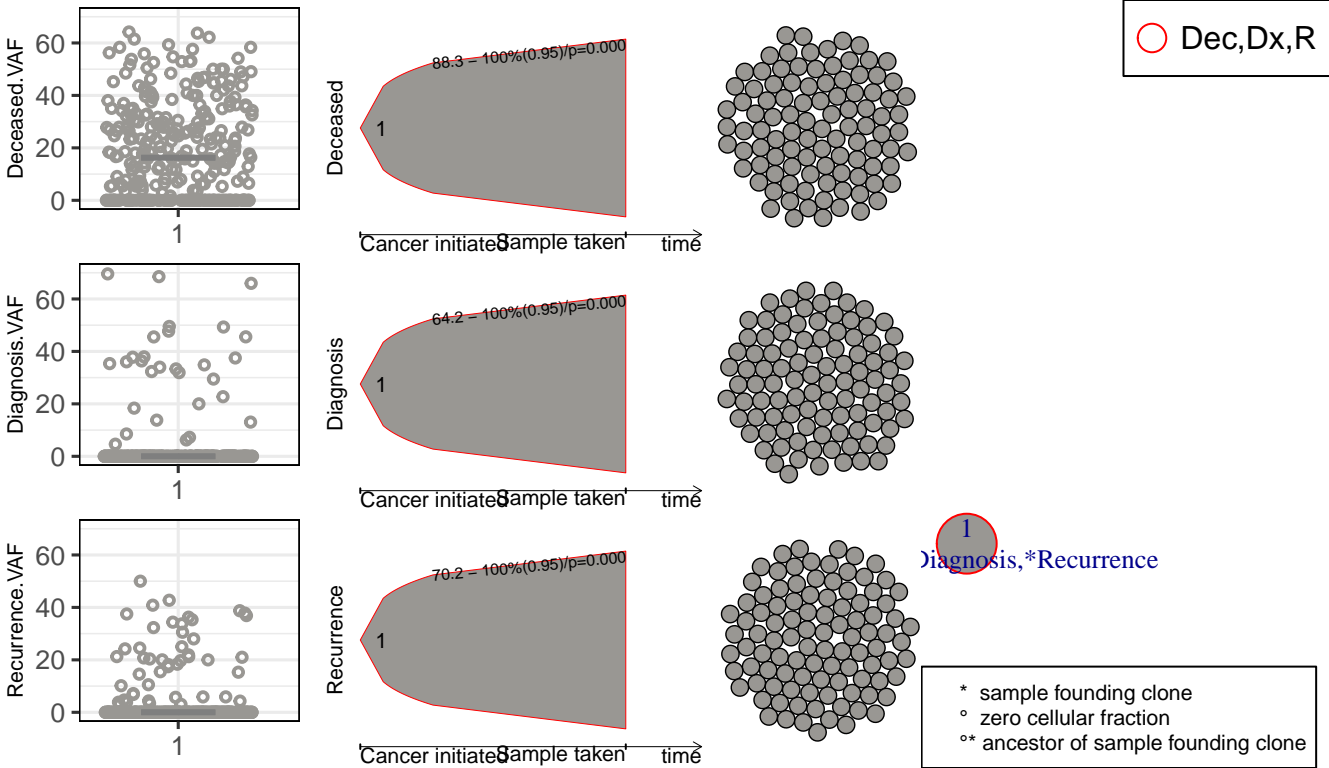 Deceased.VAF
60
40
20
0
1
Deceased
88.3 − 100%(0.95)/p=0.000
1
Cancer initiated
Sample taken
time
Dec,Dx,R
Diagnosis.VAF
60
40
20
0
1
Diagnosis
64.2 − 100%(0.95)/p=0.000
1
Cancer initiated
Sample taken
time
Recurrence.VAF
60
40
20
0
1
Recurrence
70.2 − 100%(0.95)/p=0.000
1
Cancer initiated
Sample taken
time
1
Diagnosis,*Recurrence
* sample founding clone
° zero cellular fraction
°* ancestor of sample founding clone